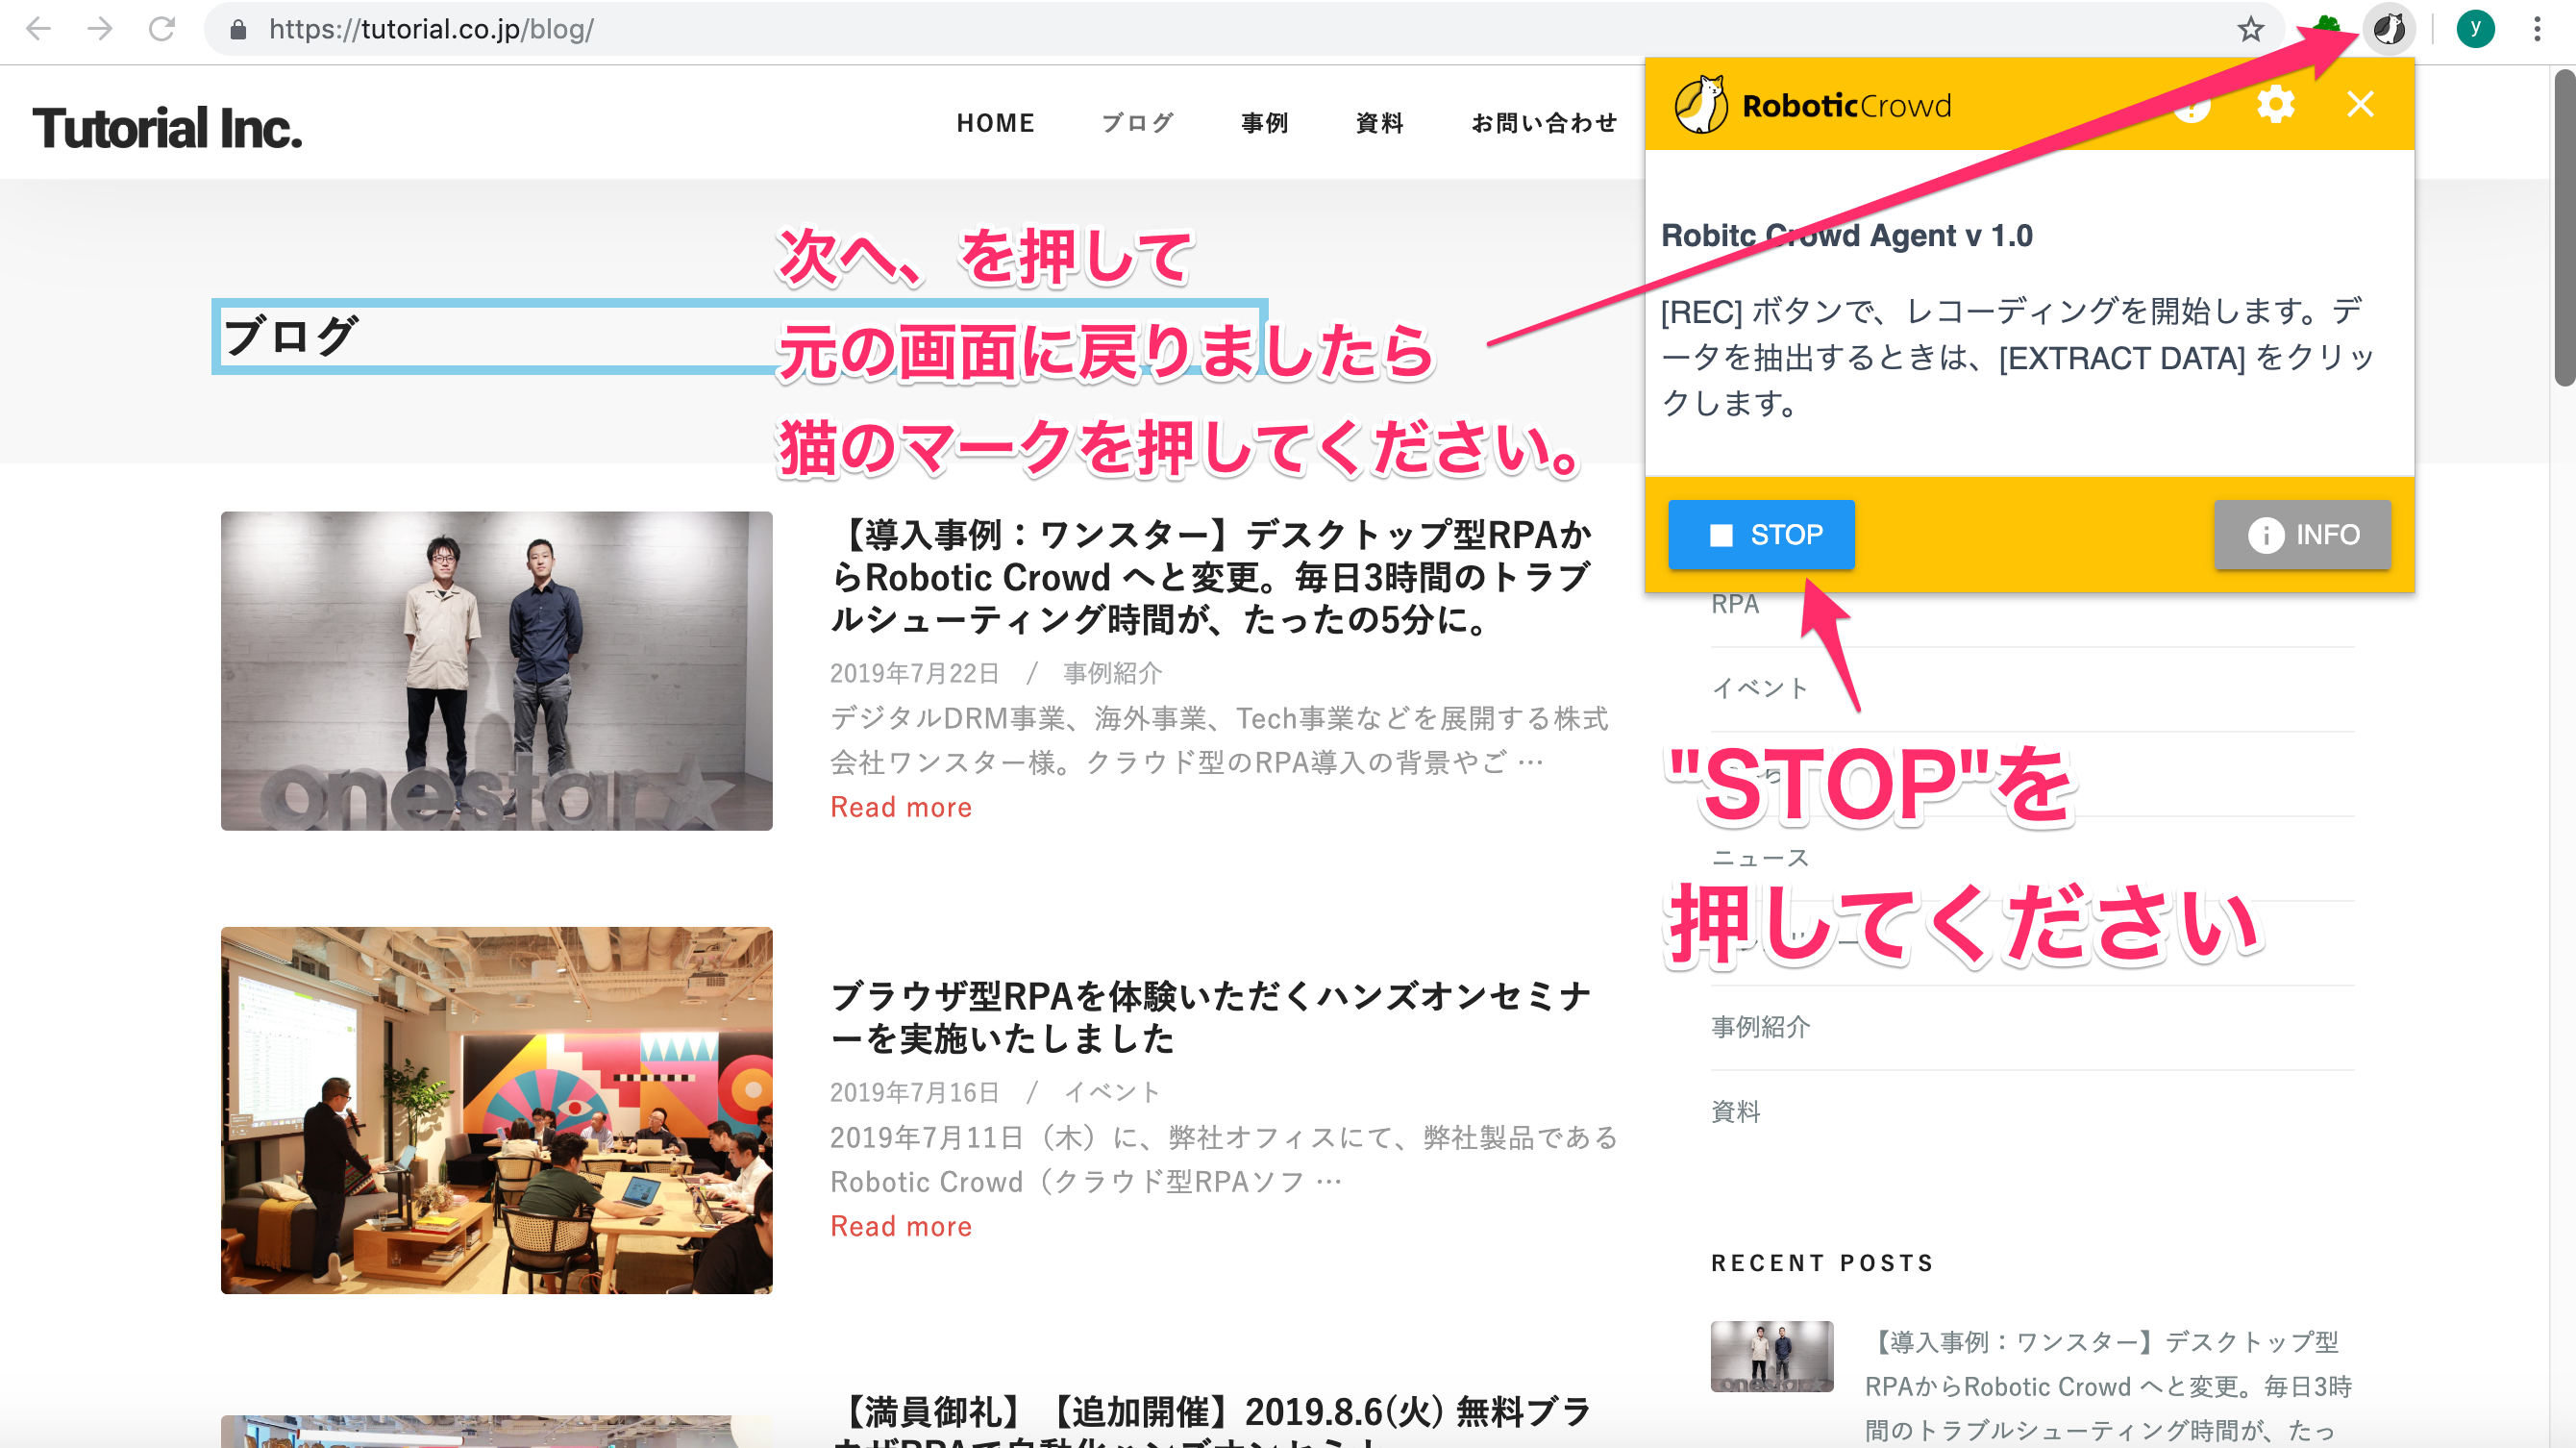 https://tutorial.co.jp/blog/
y
Tutorial Inc.
HOME
ブログ
事例
資料
お問い合わせ
RoboticCrowd
Robitc Crowd Agent v 1.0
[REC] ボタンで、レコーディングを開始します。デ
ータを抽出するときは、[EXTRACT DATA] をクリッ
クします。
STOP
INFO
次へ、を押して
元の画面に戻りましたら
猫のマークを押してください。
ブログ
【導入事例：ワンスター】デスクトップ型RPAか
らRobotic Crowd へと変更。毎日3時間のトラブ
ルシューティング時間が、たったの5分に。
2019年7月22日 / 事例紹介
デジタルDRM事業、海外事業、Tech事業などを展開する株式
会社ワンスター様。クラウド型のRPA導入の背景やご …
Read more
onestar
ブラウザ型RPAを体験いただくハンズオンセミナ
ーを実施いたしました
2019年7月16日 / イベント
2019年7月11日（木）に、弊社オフィスにて、弊社製品である
Robotic Crowd（クラウド型RPAソフ …
Read more
【満員御礼】【追加開催】2019.8.6(火) 無料ブラ
RPA
イベント
"STOP"を
ニュース
押してください
事例紹介
資料
RECENT POSTS
onestar
【導入事例：ワンスター】デスクトップ型
RPAからRobotic Crowd へと変更。毎日3時
間のトラブルシューティング時間が、たっ